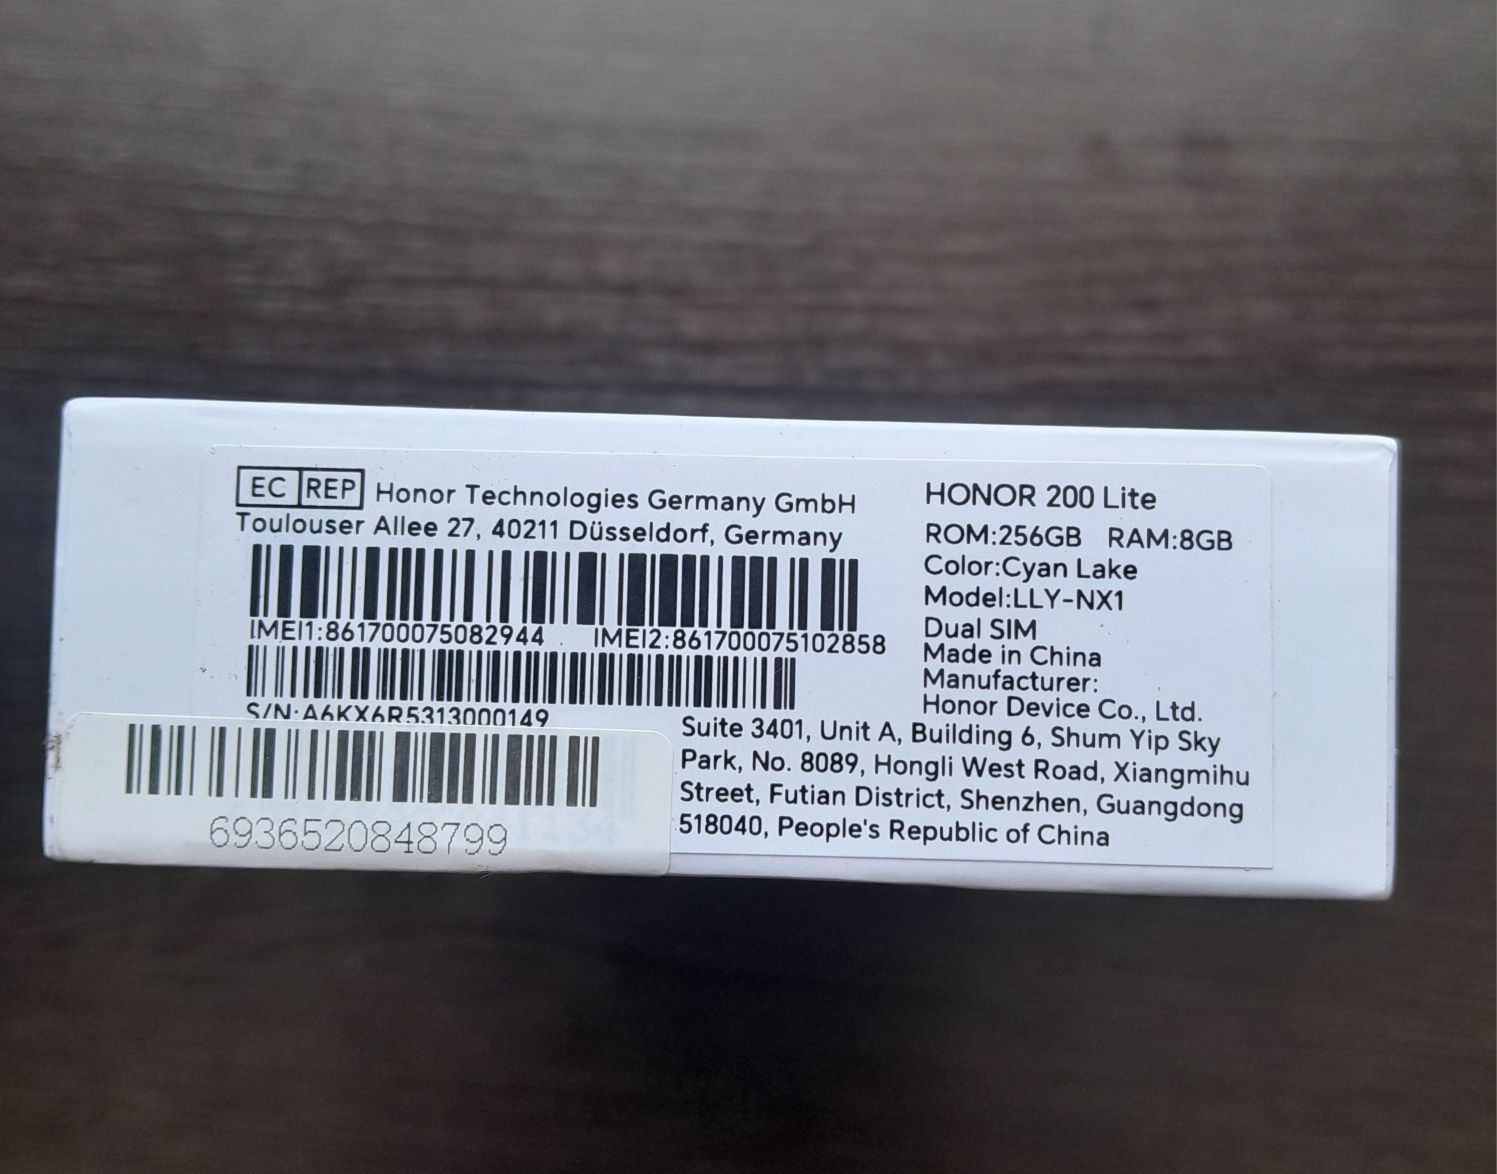 EC REP Honor Technologies Germany GmbH
Toulouser Allee 27, 40211 Düsseldorf, Germany
IMEI1:861700075082944 IMEI2:861700075102858
S/N:A6KX6R5313000149
6936520848799
HONOR 200 Lite
ROM:256GB RAM:8GB
Color:Cyan Lake
Model:LLY-NX1
Dual SIM
Made in China
Manufacturer:
Honor Device Co., Ltd.
Suite 3401, Unit A, Building 6, Shum Yip Sky
Park, No. 8089, Hongli West Road, Xiangmihu
Street, Futian District, Shenzhen, Guangdong
518040, People's Republic of China